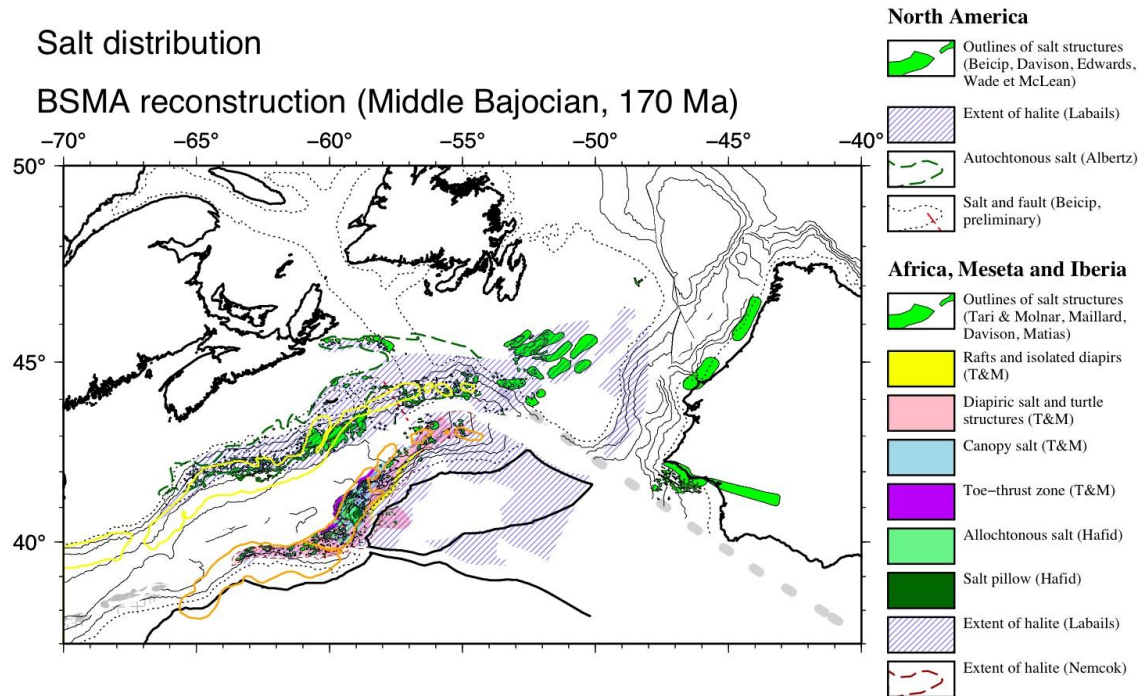 Salt distribution
BSMA reconstruction (Middle Bajocian, 170 Ma)
-70° -65° -60° -55° -50° -45° -40°
50°
45°
40°
North America
Outlines of salt structures
(Beicip, Davison, Edwards,
Wade et McLean)
Extent of halite (Labails)
Autochtonous salt (Albertz)
Salt and fault (Beicip,
preliminary)
Africa, Meseta and Iberia
Outlines of salt structures
(Tari & Molnar, Maillard,
Davison, Matias)
Rafts and isolated diapirs
(T&M)
Diapiric salt and turtle
structures (T&M)
Canopy salt (T&M)
Toe-thrust zone (T&M)
Allochtonous salt (Hafid)
Salt pillow (Hafid)
Extent of halite (Labails)
Extent of halite (Nemcok)